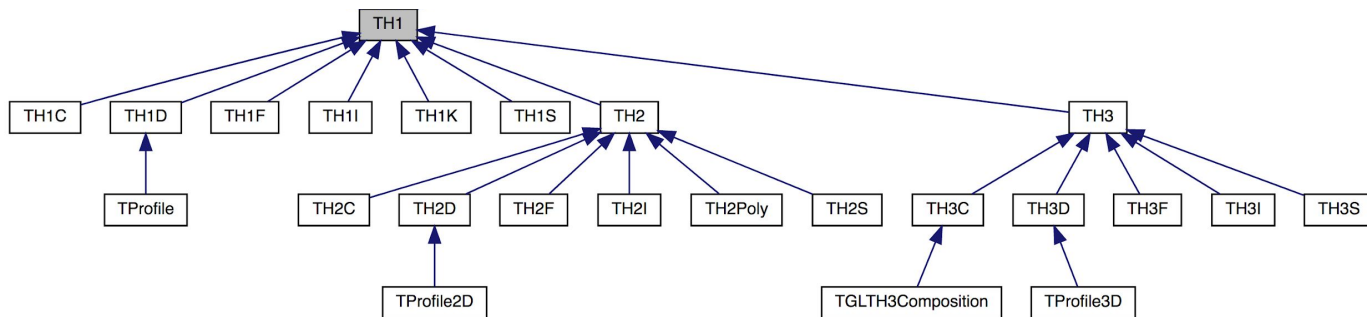 TH1
TH1C
TH1D
TH1F
TH1I
TH1K
TH1S
TH2
TH3
TProfile
TH2C
TH2D
TH2F
TH2I
TH2Poly
TH2S
TH3C
TH3D
TH3F
TH3I
TH3S
TProfile2D
TGLTH3Composition
TProfile3D